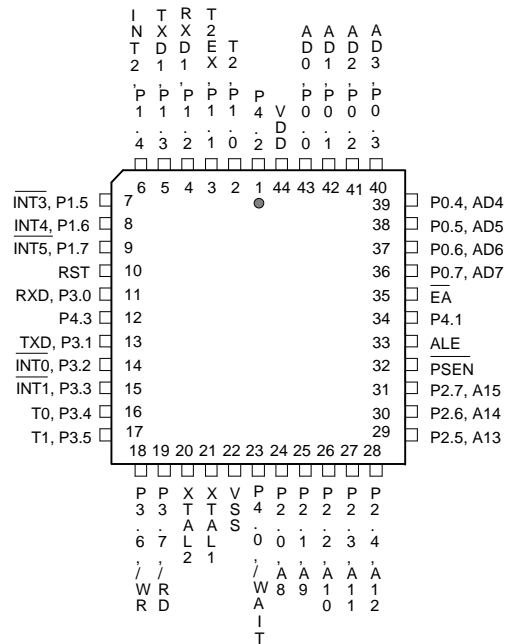 INT2, P1.4
TXD1, P1.3
RXD1, P1.2
T2EX, P1.1
T2, P1.0
P4.2
VDD
AD0, P0.0
AD1, P0.1
AD2, P0.2
AD3, P0.3
6 5 4 3 2 1 44 43 42 41 40
INT3, P1.5 7
INT4, P1.6 8
INT5, P1.7 9
RST 10
RXD, P3.0 11
P4.3 12
TXD, P3.1 13
INT0, P3.2 14
INT1, P3.3 15
T0, P3.4 16
T1, P3.5 17
39 P0.4, AD4
38 P0.5, AD5
37 P0.6, AD6
36 P0.7, AD7
35 EA
34 P4.1
33 ALE
32 PSEN
31 P2.7, A15
30 P2.6, A14
29 P2.5, A13
18 19 20 21 22 23 24 25 26 27 28
P3.6, /WR
P3.7, /RD
XTAL2
XTAL1
VSS
P4.0, /WAIT
P2.0, A8
P2.1, A9
P2.2, A10
P2.3, A11
P2.4, A12